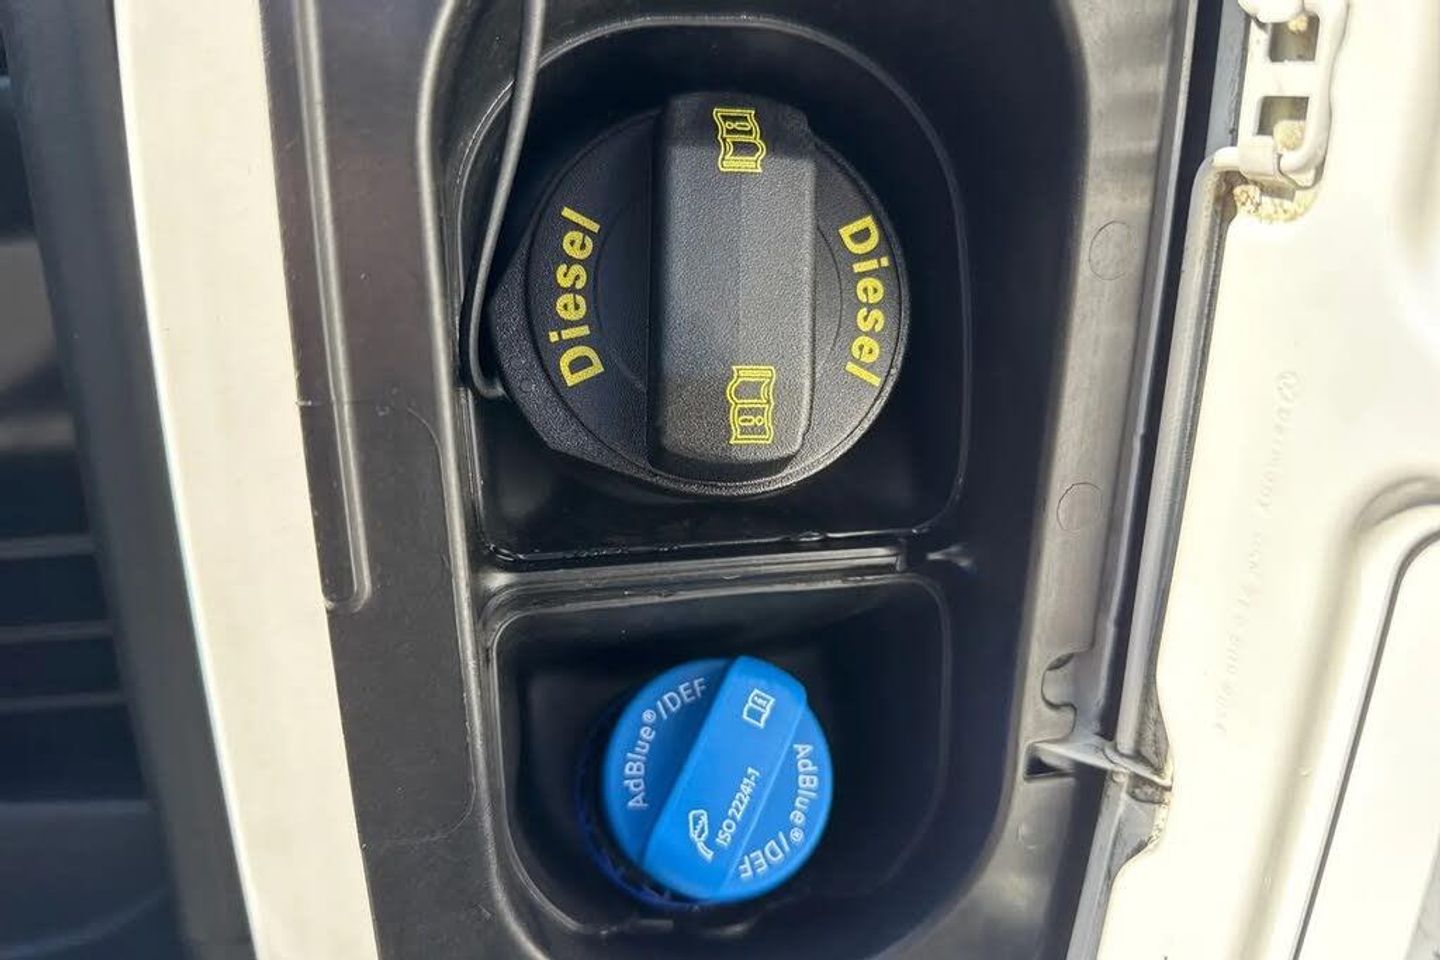 Diesel
Diesel
AdBlue®/DEF
ISO 22241-1
AdBlue®/DEF